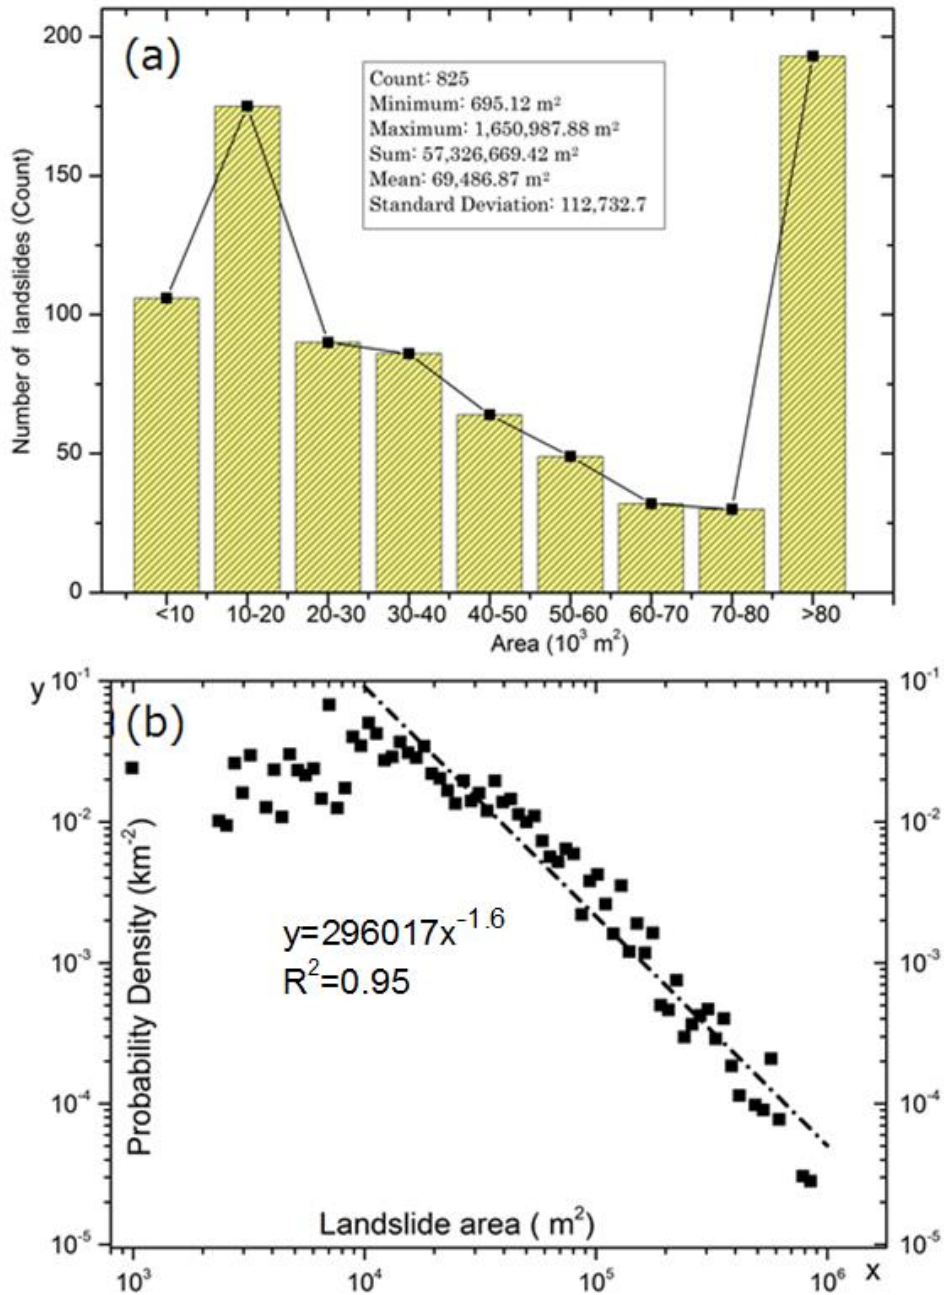 (a)
200
150
100
50
0
Number of landslides (Count)
Count: 825
Minimum: 695.12 m²
Maximum: 1,650,987.88 m²
Sum: 57,326,669.42 m²
Mean: 69,486.87 m²
Standard Deviation: 112,732.7
<10 10-20 20-30 30-40 40-50 50-60 60-70 70-80 >80
Area (10³ m²)
y
(b)
10⁻¹ 10⁻¹
10⁻² 10⁻²
10⁻³ 10⁻³
10⁻⁴ 10⁻⁴
10⁻⁵ 10⁻⁵
Probability Density (km⁻²)
y=296017x⁻¹·⁶
R²=0.95
Landslide area ( m²)
10³ 10⁴ 10⁵ 10⁶ x